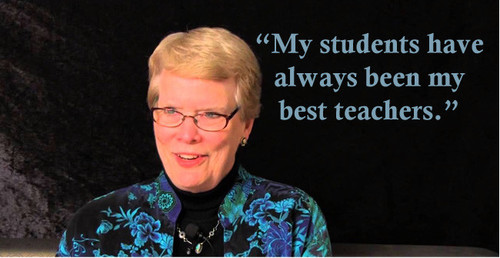 “My students have
always been my
best teachers.”